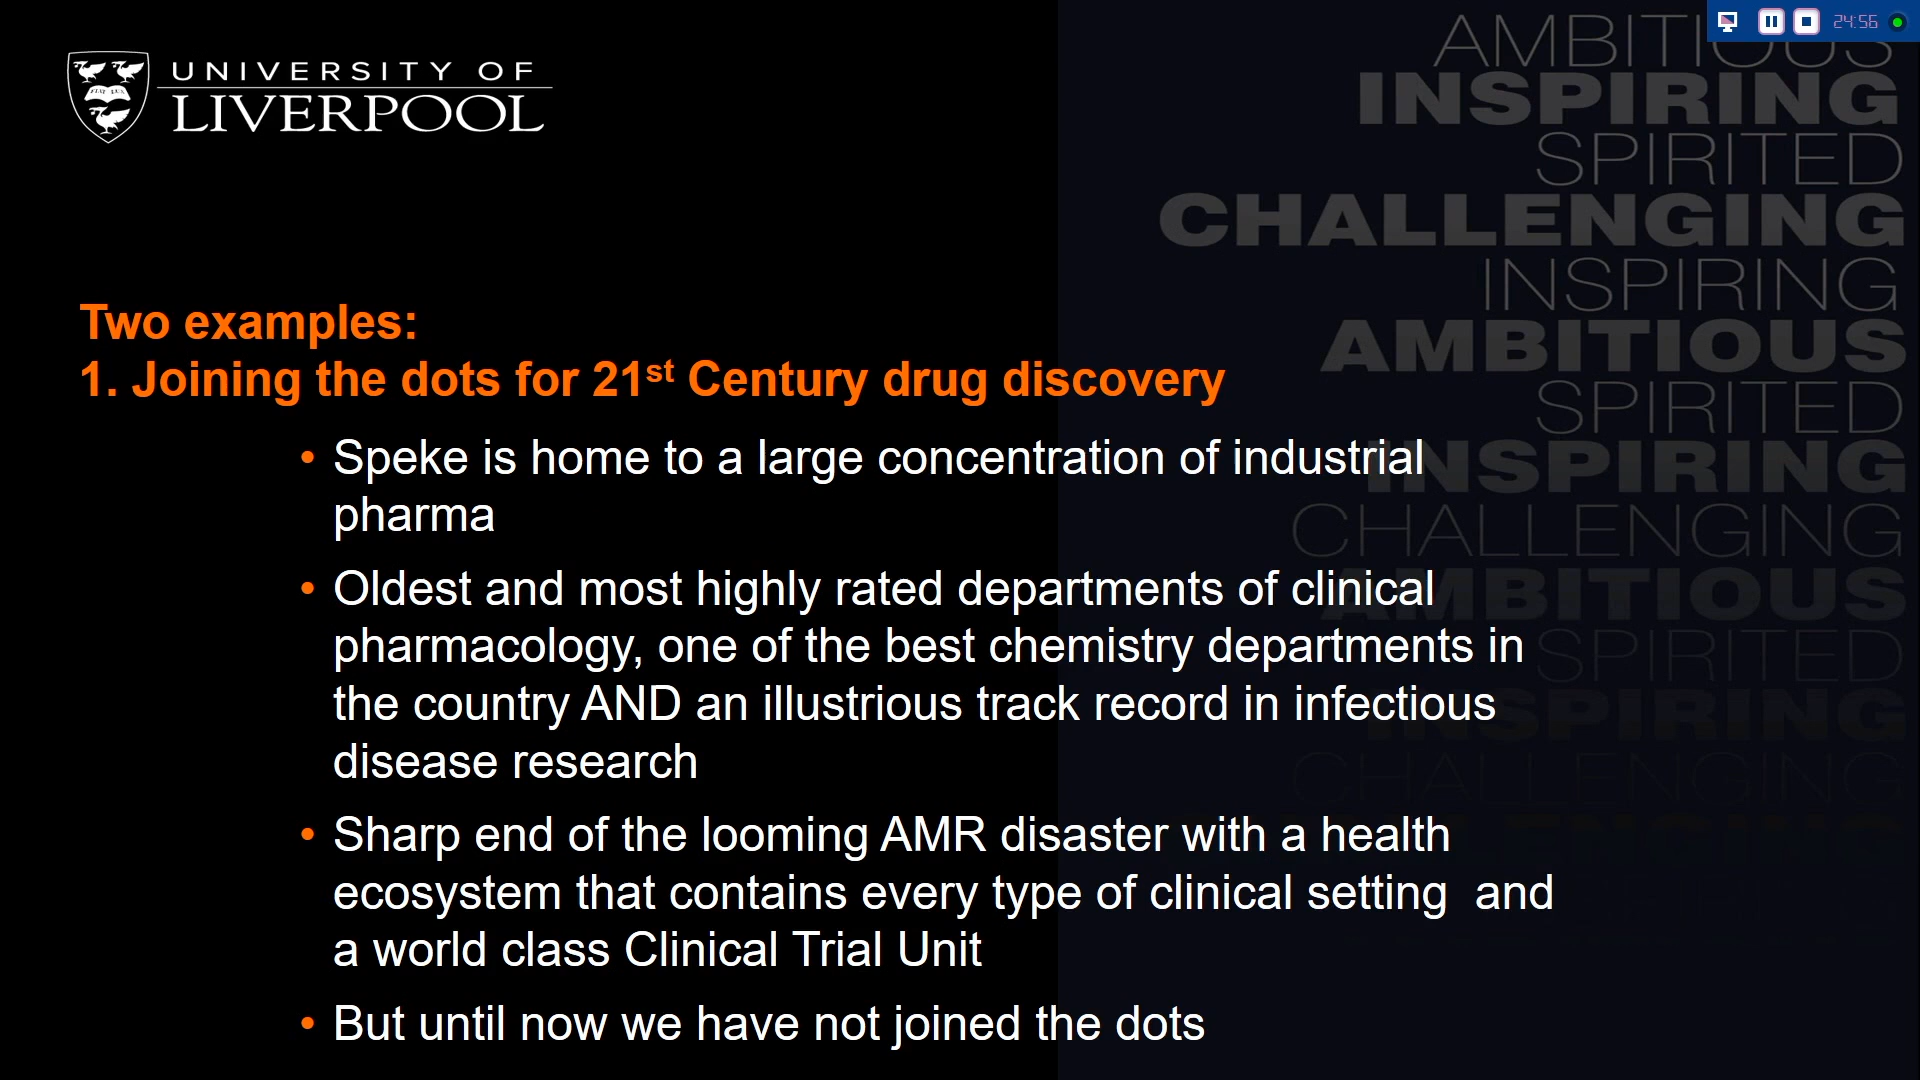 UNIVERSITY OF
LIVERPOOL
24:56
AMBITIOUS
INSPIRING
SPIRITED
CHALLENGING
INSPIRING
AMBITIOUS
SPIRITED
INSPIRING
CHALLENGING
AMBITIOUS
SPIRITED
INSPIRING
CHALLENGING
Two examples:
1. Joining the dots for 21st Century drug discovery
• Speke is home to a large concentration of industrial
pharma
• Oldest and most highly rated departments of clinical
pharmacology, one of the best chemistry departments in
the country AND an illustrious track record in infectious
disease research
• Sharp end of the looming AMR disaster with a health
ecosystem that contains every type of clinical setting  and
a world class Clinical Trial Unit
• But until now we have not joined the dots